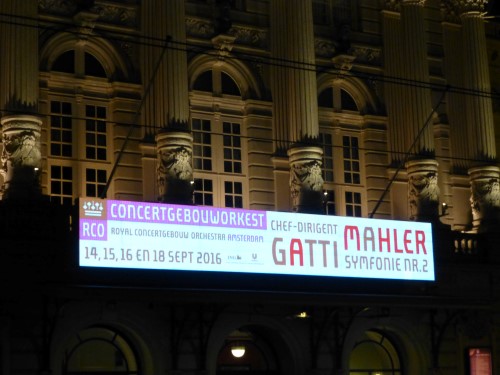 RCO
CONCERTGEBOUWORKEST
ROYAL CONCERTGEBOUW ORCHESTRA AMSTERDAM
14, 15, 16 EN 18 SEPT 2016
CHEF-DIRIGENT
GATTI
MAHLER
SYMFONIE NR. 2